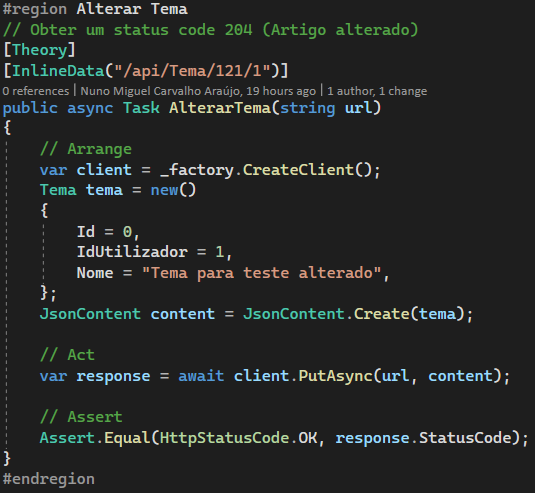 #region Alterar Tema
// Obter um status code 204 (Artigo alterado)
[Theory]
[InlineData("/api/Tema/121/1")]
0 references | Nuno Miguel Carvalho Araújo, 19 hours ago | 1 author, 1 change
public async Task AlterarTema(string url)
{
// Arrange
var client = _factory.CreateClient();
Tema tema = new()
{
Id = 0,
IdUtilizador = 1,
Nome = "Tema para teste alterado",
};
JsonContent content = JsonContent.Create(tema);
// Act
var response = await client.PutAsync(url, content);
// Assert
Assert.Equal(HttpStatusCode.OK, response.StatusCode);
}
#endregion